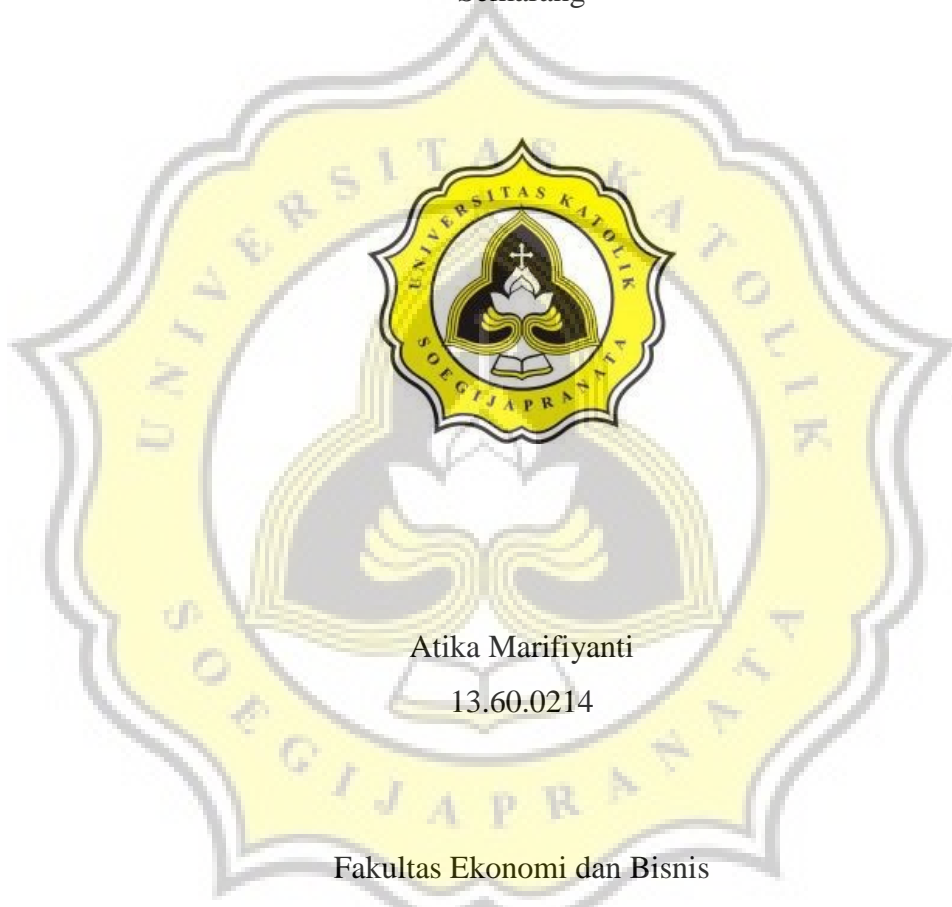 Semarang
UNIVERSITAS KATOLIK
SOEGIJAPRANATA
UNIVERSITAS KATOLIK
SOEGIJAPRANATA
Atika Marifiyanti
13.60.0214
Fakultas Ekonomi dan Bisnis